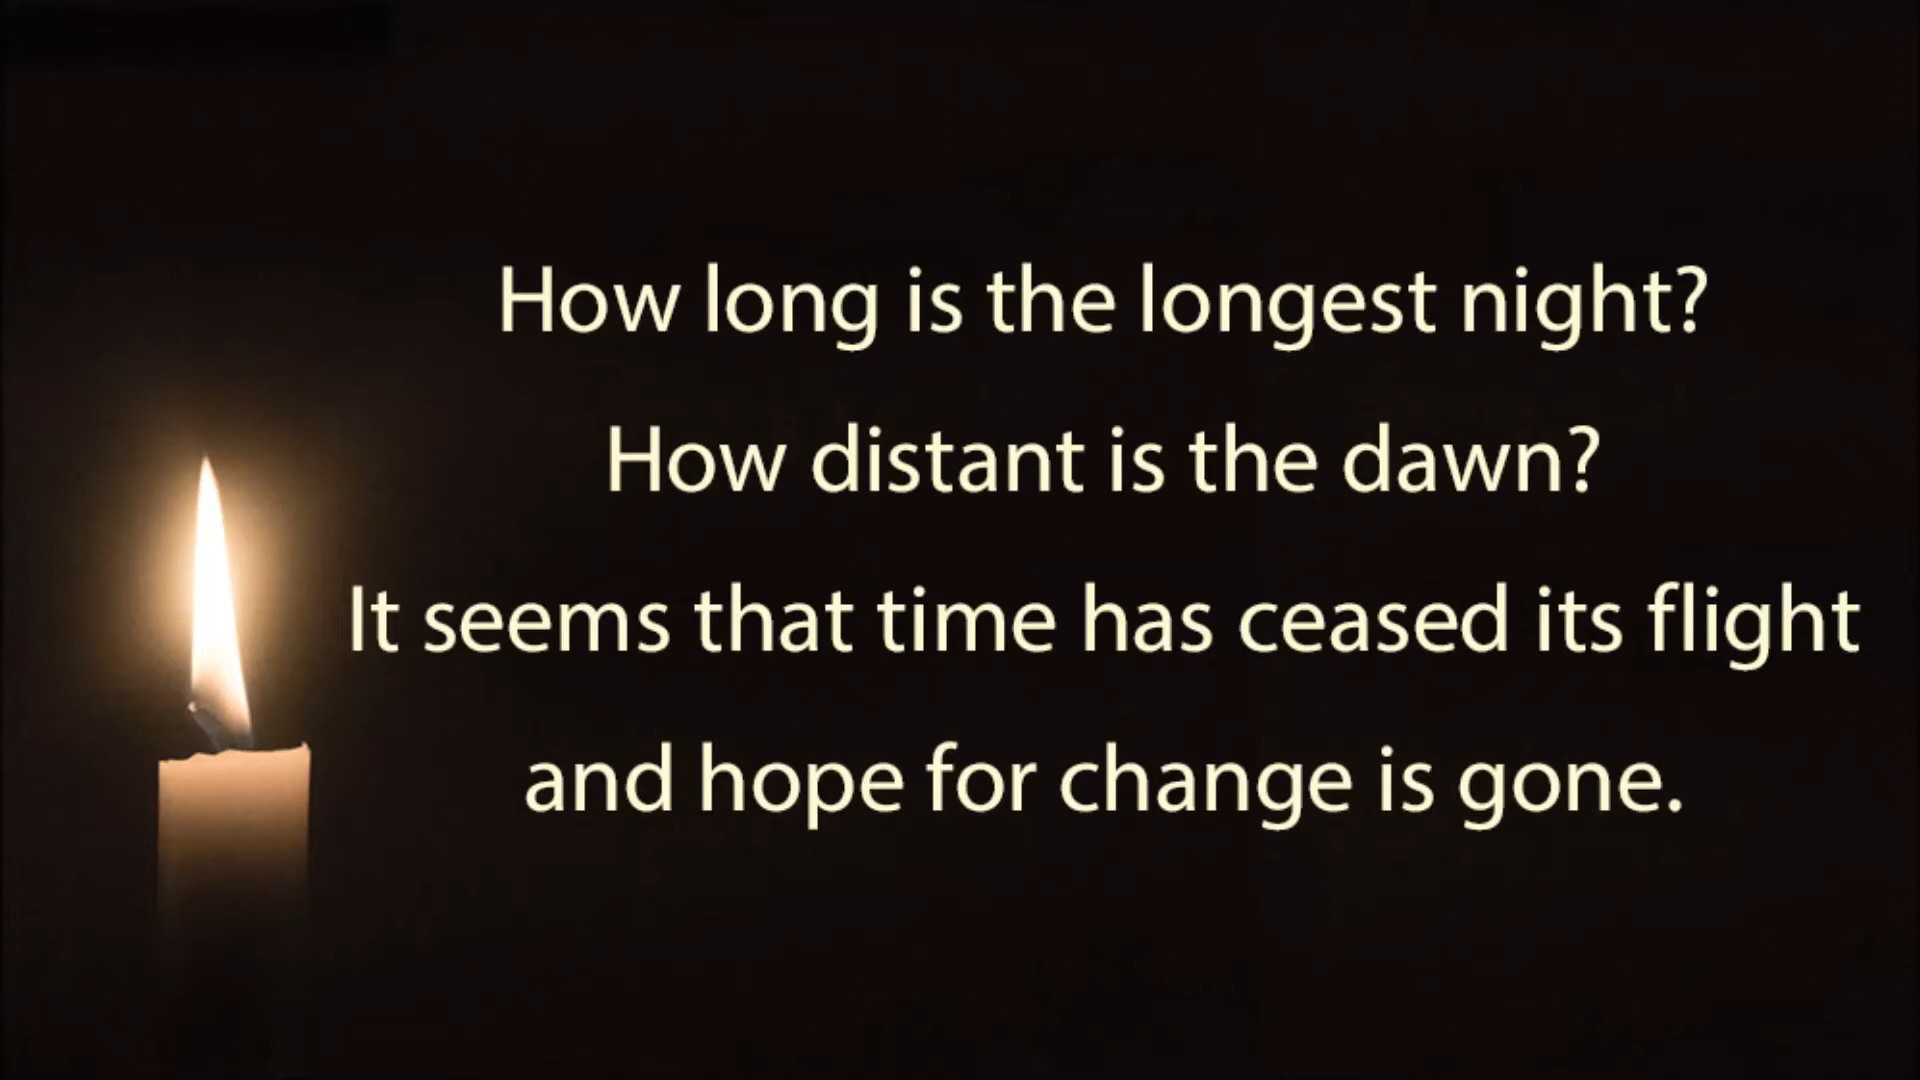 How long is the longest night?
How distant is the dawn?
It seems that time has ceased its flight
and hope for change is gone.